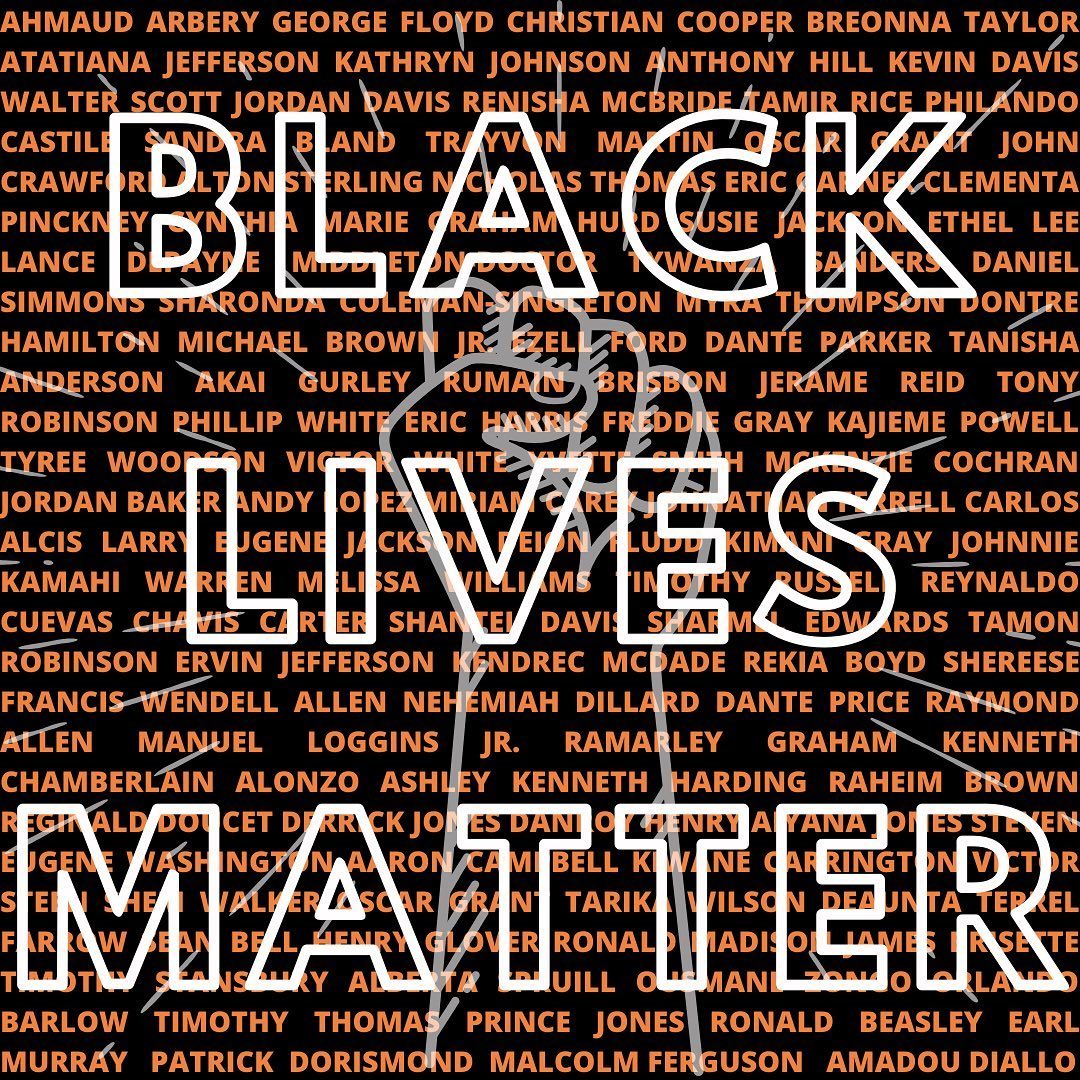 AHMAUD ARBERY GEORGE FLOYD CHRISTIAN COOPER BREONNA TAYLOR
ATATIANA JEFFERSON KATHRYN JOHNSON ANTHONY HILL KEVIN DAVIS
WALTER SCOTT JORDAN DAVIS RENISHA MCBRIDE TAMIR RICE PHILANDO
CASTILE SANDRA BLAND TRAYVON MARTIN OSCAR GRANT JOHN
BLACK
CRAWFORD ALTON STERLING NICHOLAS THOMAS ERIC GARNER CLEMENTA
PINCKNEY CYNTHIA MARIE GRAHAM HURD SUSIE JACKSON ETHEL LEE
LANCE DEPAYNE MIDDLETON-DOCTOR TYWANZA SANDERS DANIEL
SIMMONS SHARONDA COLEMAN-SINGLETON MYRA THOMPSON DONTRE
HAMILTON MICHAEL BROWN JR. EZELL FORD DANTE PARKER TANISHA
ANDERSON AKAI GURLEY RUMAIN BRISBON JERAME REID TONY
ROBINSON PHILLIP WHITE ERIC HARRIS FREDDIE GRAY KAJIEME POWELL
TYREE WOODSON VICTOR WHITE YVETTE SMITH MCKENZIE COCHRAN
JORDAN BAKER ANDY LOPEZ MIRIAM CAREY JOHNATHAN FERRELL CARLOS
LIVES
ALCIS LARRY EUGENE JACKSON DEION FLUDD KIMANI GRAY JOHNNIE
KAMAHI WARREN MELISSA WILLIAMS TIMOTHY RUSSELL REYNALDO
CUEVAS CHAVIS CARTER SHANTEL DAVIS SHARMEL EDWARDS TAMON
ROBINSON ERVIN JEFFERSON KENDREC MCDADE REKIA BOYD SHEREESE
FRANCIS WENDELL ALLEN NEHEMIAH DILLARD DANTE PRICE RAYMOND
ALLEN MANUEL LOGGINS JR. RAMARLEY GRAHAM KENNETH
CHAMBERLAIN ALONZO ASHLEY KENNETH HARDING RAHEIM BROWN
REGINALD DOUCET DERRICK JONES DANROY HENRY AIYANA JONES STEVEN
EUGENE WASHINGTON AARON CAMPBELL KIWANE CARRINGTON VICTOR
MATTER
STEEN SHEM WALKER OSCAR GRANT TARIKA WILSON DEAUNTA TERREL
FARROW SEAN BELL HENRY GLOVER RONALD MADISON JAMES BRISETTE
TIMOTHY STANSBURY ALBERTA SPRUILL OUSMANE ZONGO ORLANDO
BARLOW TIMOTHY THOMAS PRINCE JONES RONALD BEASLEY EARL
MURRAY PATRICK DORISMOND MALCOLM FERGUSON AMADOU DIALLO